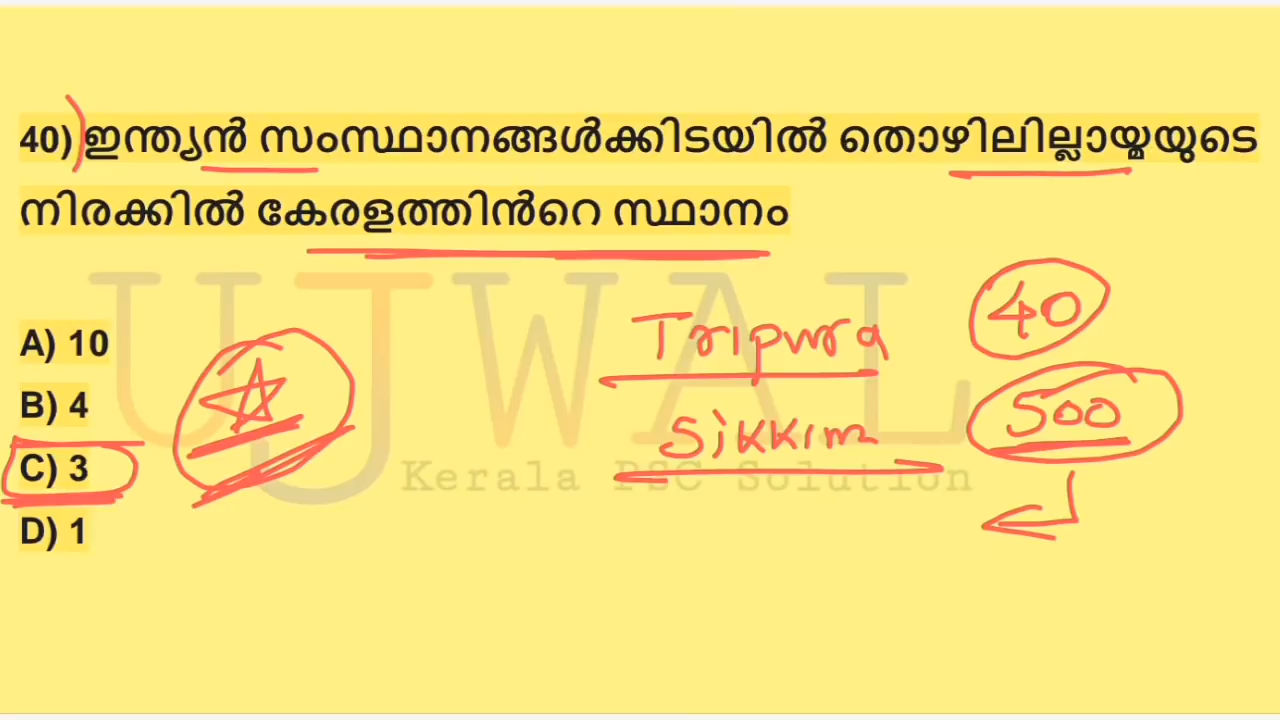 40) ഇന്ത്യൻ സംസ്ഥാനങ്ങൾക്കിടയിൽ തൊഴിലില്ലായ്മയുടെ
നിരക്കിൽ കേരളത്തിൻറെ സ്ഥാനം
UJWAL
Kerala PSC Solution
A) 10
B) 4
C) 3
D) 1
Tripura
Sikkim
40
500